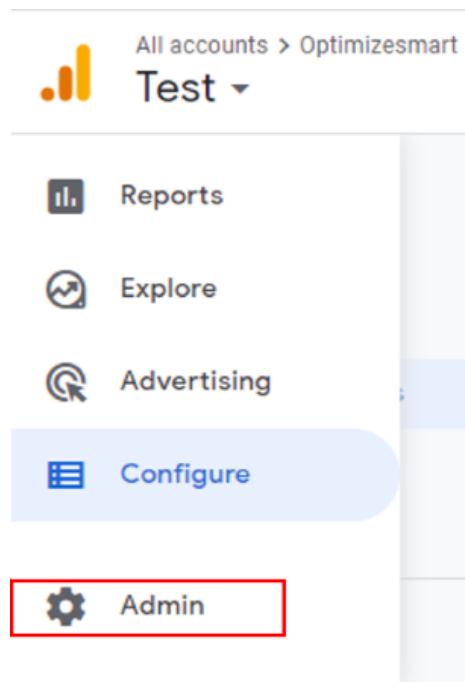 All accounts > Optimizesmart
Test
Reports
Explore
Advertising
Configure
Admin